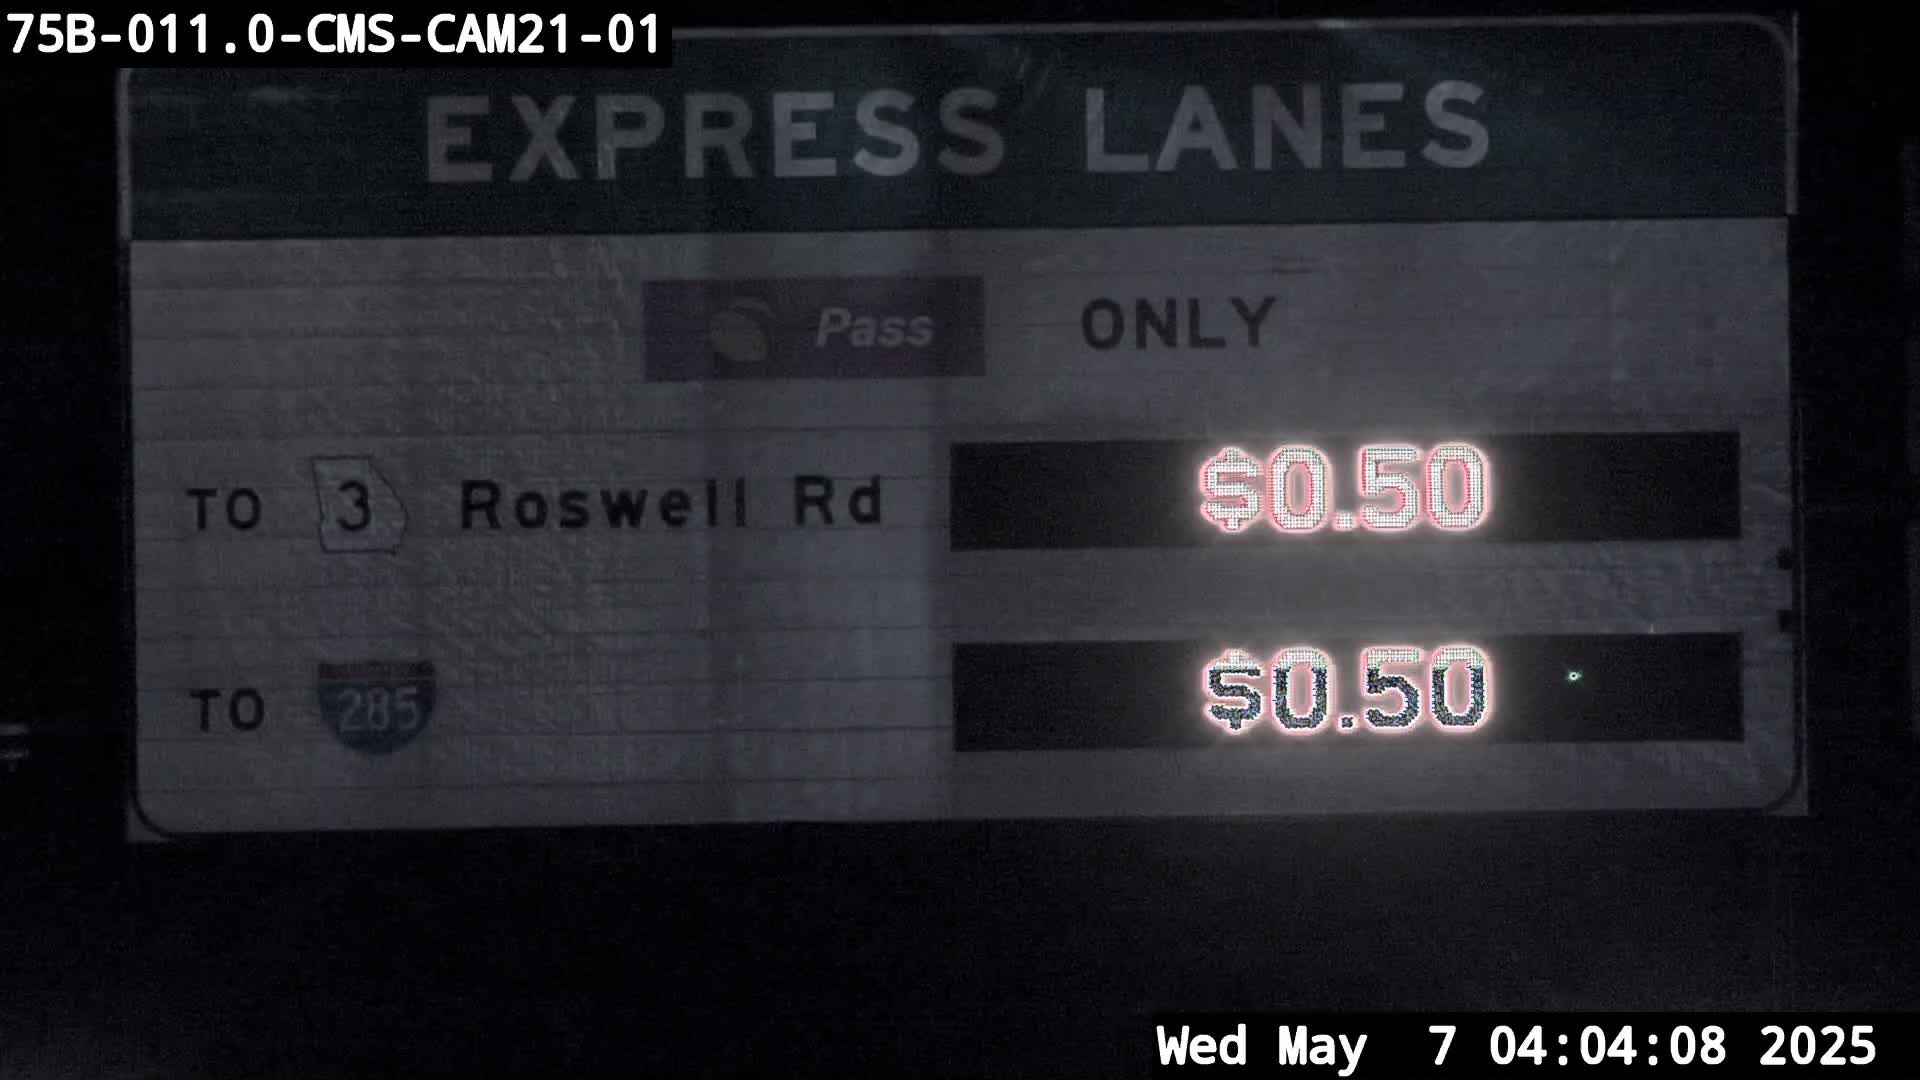 75B-011.0-CMS-CAM21-01
EXPRESS LANES
Pass ONLY
TO 3 Roswell Rd $0.50
TO 285 $0.50
Wed May 7 04:04:08 2025